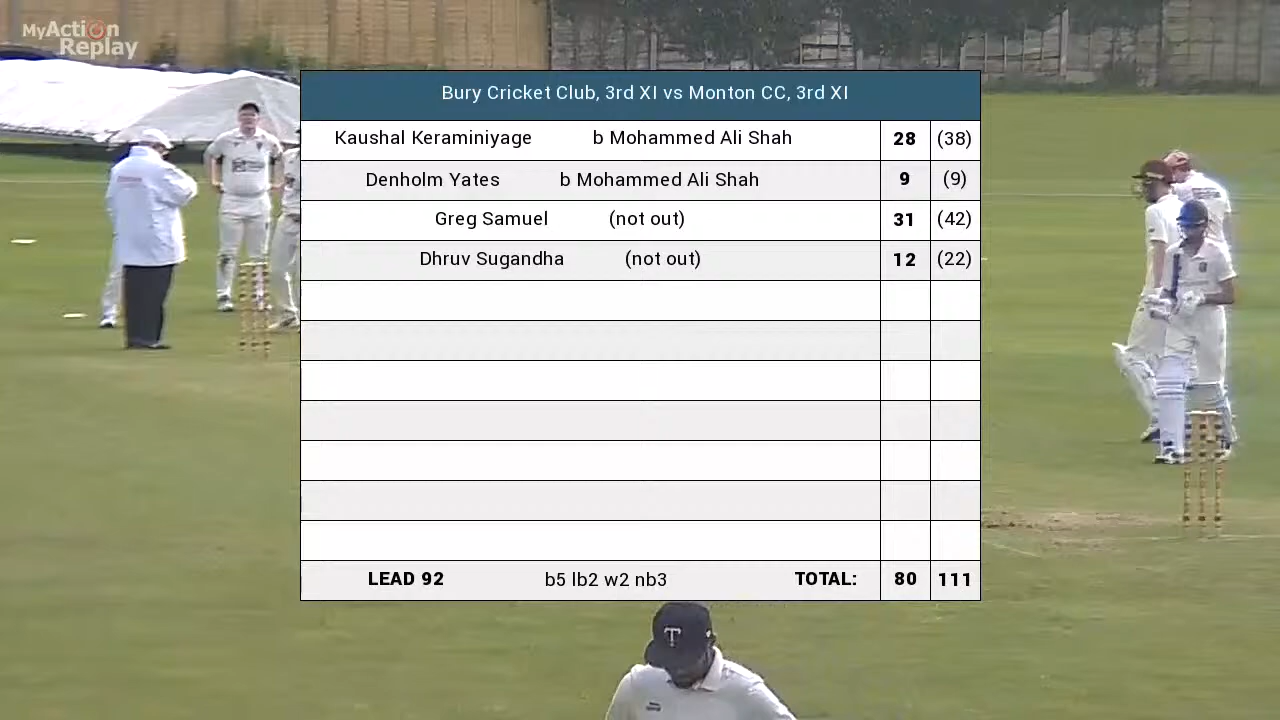 MyAction
Replay
Bury Cricket Club, 3rd XI vs Monton CC, 3rd XI
Kaushal Keraminiyage b Mohammed Ali Shah 28 (38)
Denholm Yates b Mohammed Ali Shah 9 (9)
Greg Samuel (not out) 31 (42)
Dhruv Sugandha (not out) 12 (22)
LEAD 92 b5 lb2 w2 nb3 TOTAL: 80 111
T